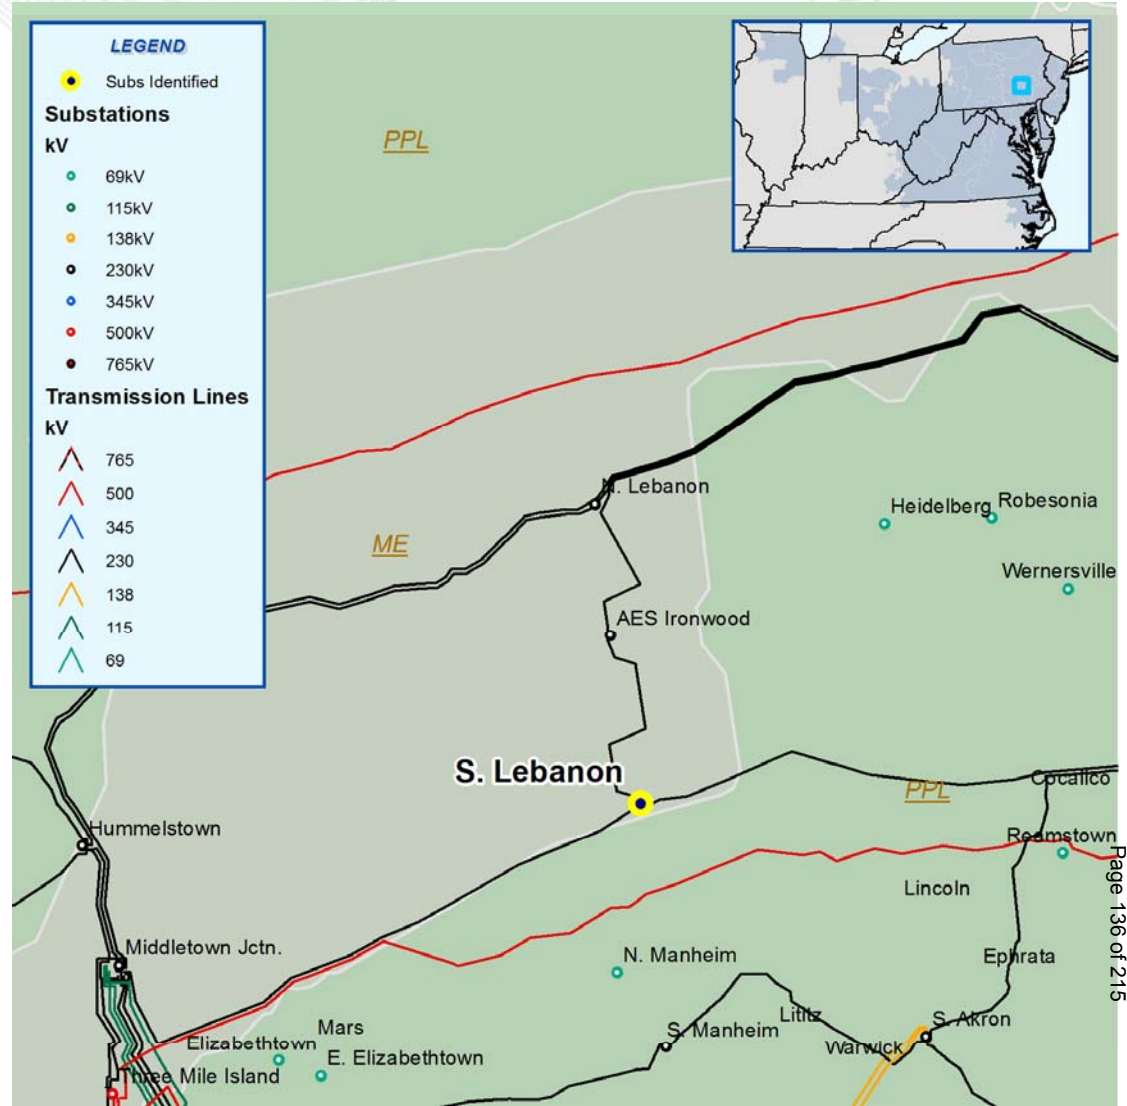 LEGEND
Subs Identified
Substations
kV
69kV
115kV
138kV
230kV
345kV
500kV
765kV
Transmission Lines
kV
765
500
345
230
138
115
69
PPL
N. Lebanon
Heidelberg
Robesonia
ME
Wernersville
AES Ironwood
S. Lebanon
Cocalico
PPL
Hummelstown
Reamstown
Lincoln
Middletown Jctn.
N. Manheim
Ephrata
Mars
Lititz
S. Akron
S. Manheim
Elizabethtown
Warwick
E. Elizabethtown
Three Mile Island
Page 136 of 215